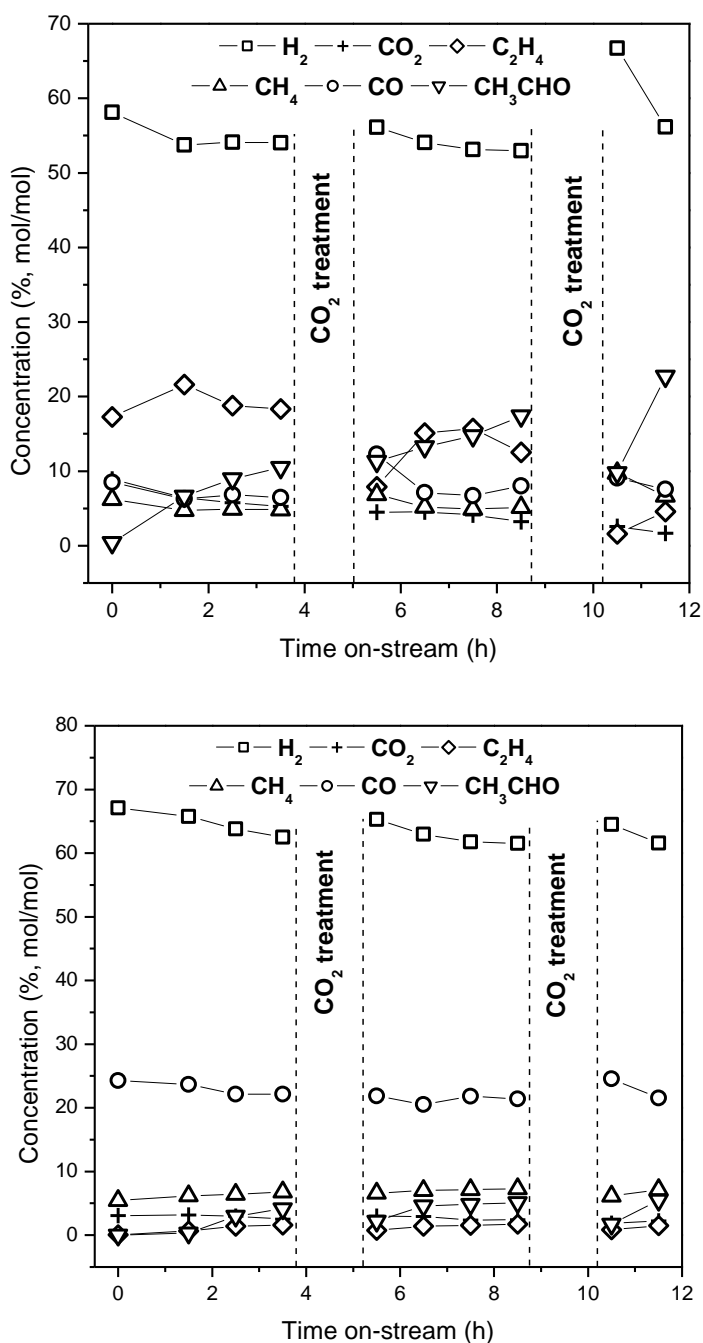 70
60
50
40
30
20
10
0
Concentration (%, mol/mol)
H₂ CO₂ C₂H₄
CH₄ CO CH₃CHO
CO₂ treatment
CO₂ treatment
0 2 4 6 8 10 12
Time on-stream (h)
80
70
60
50
40
30
20
10
0
Concentration (%, mol/mol)
H₂ CO₂ C₂H₄
CH₄ CO CH₃CHO
CO₂ treatment
CO₂ treatment
0 2 4 6 8 10 12
Time on-stream (h)